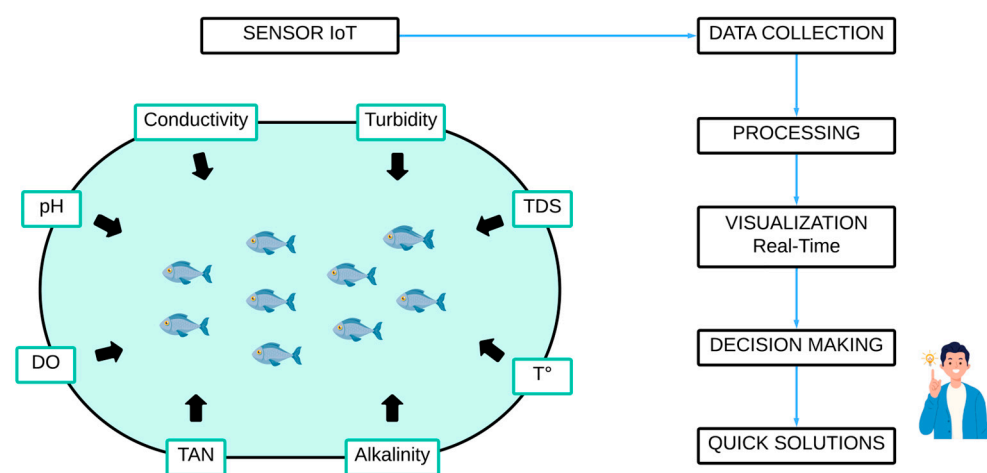 SENSOR IoT
DATA COLLECTION
Conductivity
Turbidity
PROCESSING
pH
TDS
VISUALIZATION
Real-Time
DECISION MAKING
DO
T°
TAN
Alkalinity
QUICK SOLUTIONS